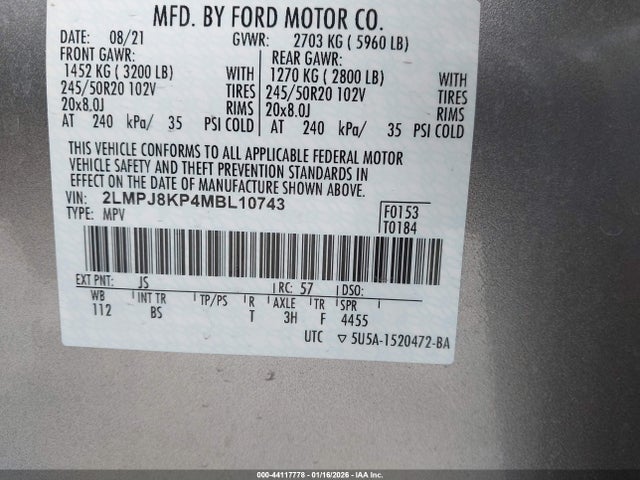 MFD. BY FORD MOTOR CO.
DATE: 08/21 GVWR: 2703 KG ( 5960 LB)
FRONT GAWR: REAR GAWR:
1452 KG ( 3200 LB) WITH 1270 KG ( 2800 LB) WITH
245/50R20 102V TIRES 245/50R20 102V TIRES
20x8.0J RIMS 20x8.0J RIMS
AT 240 kPa/ 35 PSI COLD AT 240 kPa/ 35 PSI COLD
THIS VEHICLE CONFORMS TO ALL APPLICABLE FEDERAL MOTOR
VEHICLE SAFETY AND THEFT PREVENTION STANDARDS IN
EFFECT ON THE DATE OF MANUFACTURE SHOWN ABOVE.
VIN: 2LMPJ8KP4MBL10743
TYPE: MPV
F0153
T0184
EXT PNT: JS RC: 57 DSO:
WB INT TR TP/PS R AXLE TR SPR
112 BS T 3H F 4455
UTC ▽ 5U5A-1520472-BA
000-44117778 - 01/16/2026 - IAA Inc.